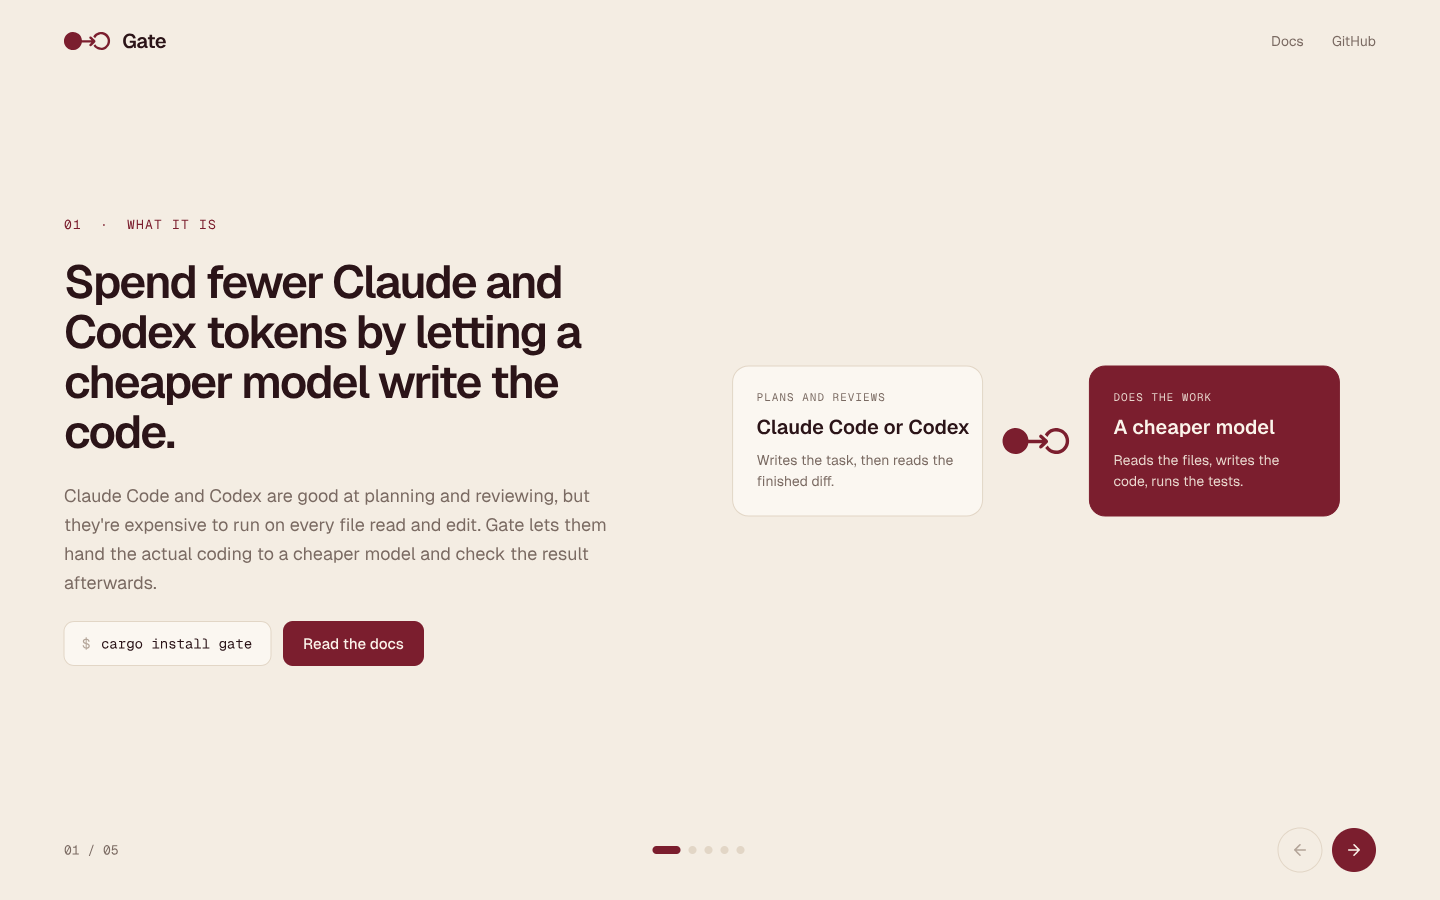 Gate
Docs
GitHub
01 · WHAT IT IS
Spend fewer Claude and
Codex tokens by letting a
cheaper model write the
code.
Claude Code and Codex are good at planning and reviewing, but
they're expensive to run on every file read and edit. Gate lets them
hand the actual coding to a cheaper model and check the result
afterwards.
$ cargo install gate
Read the docs
PLANS AND REVIEWS
Claude Code or Codex
Writes the task, then reads the
finished diff.
DOES THE WORK
A cheaper model
Reads the files, writes the
code, runs the tests.
01 / 05